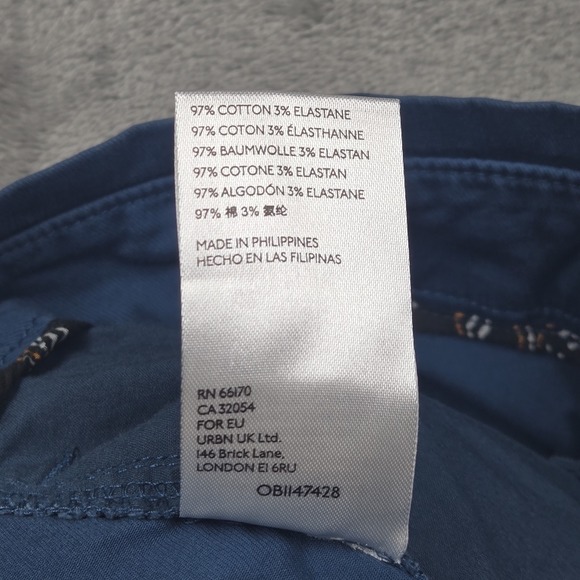 97% COTTON 3% ELASTANE
97% COTON 3% ÉLASTHANNE
97% BAUMWOLLE 3% ELASTAN
97% COTONE 3% ELASTAN
97% ALGODÓN 3% ELASTANE
97% 棉 3% 氨纶
MADE IN PHILIPPINES
HECHO EN LAS FILIPINAS
RN 66170
CA 32054
FOR EU
URBN UK Ltd.
146 Brick Lane,
LONDON E1 6RU
OB1147428